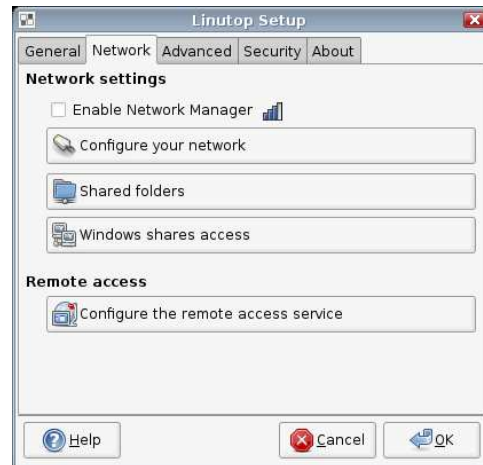 Linutop Setup
General Network Advanced Security About
Network settings
Enable Network Manager
Configure your network
Shared folders
Windows shares access
Remote access
Configure the remote access service
Help Cancel OK